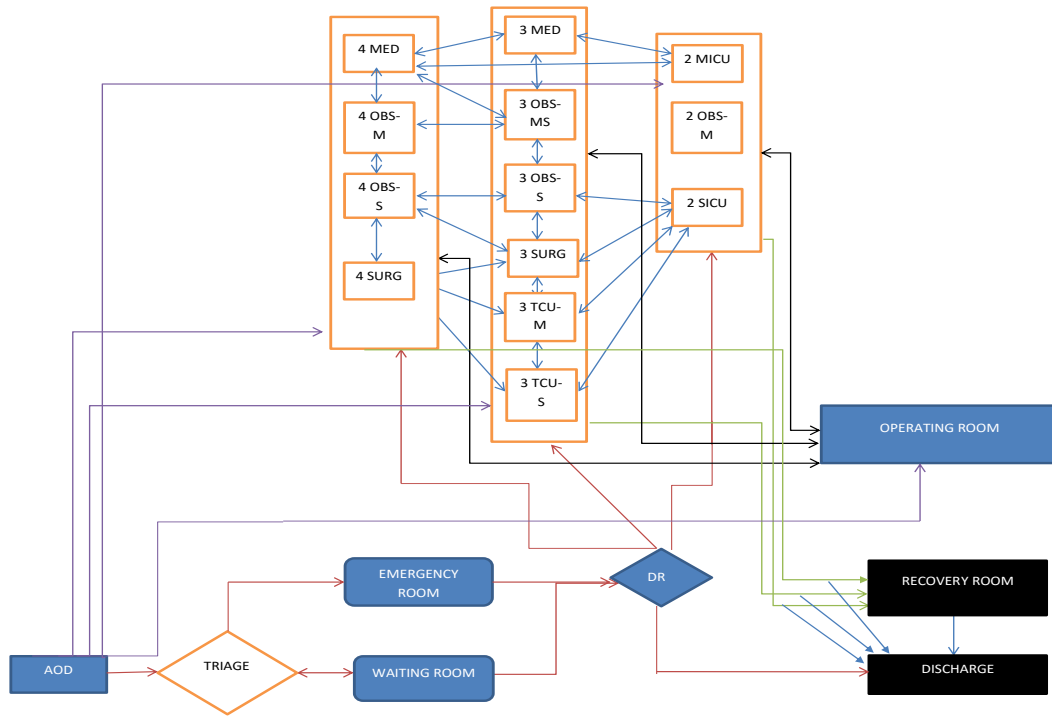 4 MED
4 OBS-
M
4 OBS-
S
4 SURG
3 MED
3 OBS-
MS
3 OBS-
S
3 SURG
3 TCU-
M
3 TCU-
S
2 MICU
2 OBS-
M
2 SICU
OPERATING ROOM
EMERGENCY
ROOM
DR
RECOVERY ROOM
AOD
TRIAGE
WAITING ROOM
DISCHARGE